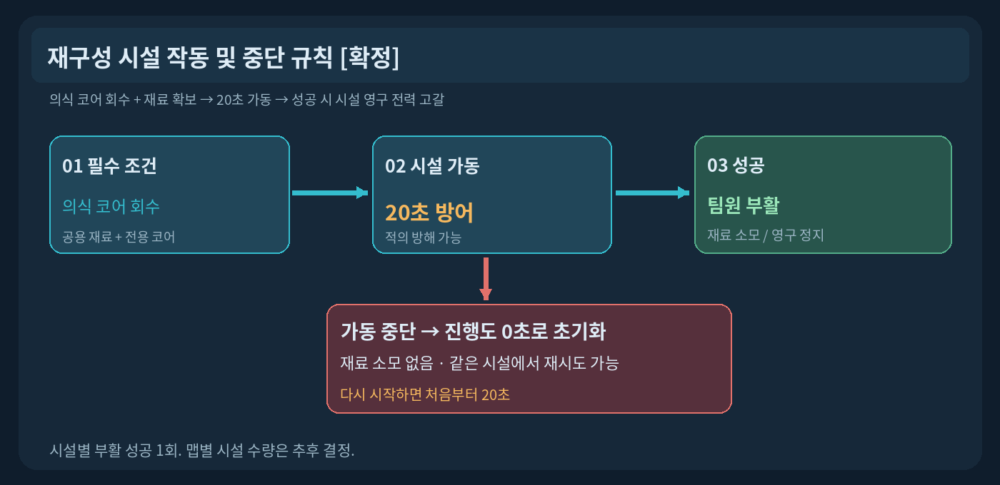 재구성 시설 작동 및 중단 규칙 [확정]
의식 코어 회수 + 재료 확보 → 20초 가동 → 성공 시 시설 영구 전력 고갈
01 필수 조건
의식 코어 회수
공용 재료 + 전용 코어
02 시설 가동
20초 방어
적의 방해 가능
03 성공
팀원 부활
재료 소모 / 영구 정지
가동 중단 → 진행도 0초로 초기화
재료 소모 없음 · 같은 시설에서 재시도 가능
다시 시작하면 처음부터 20초
시설별 부활 성공 1회. 맵별 시설 수량은 추후 결정.